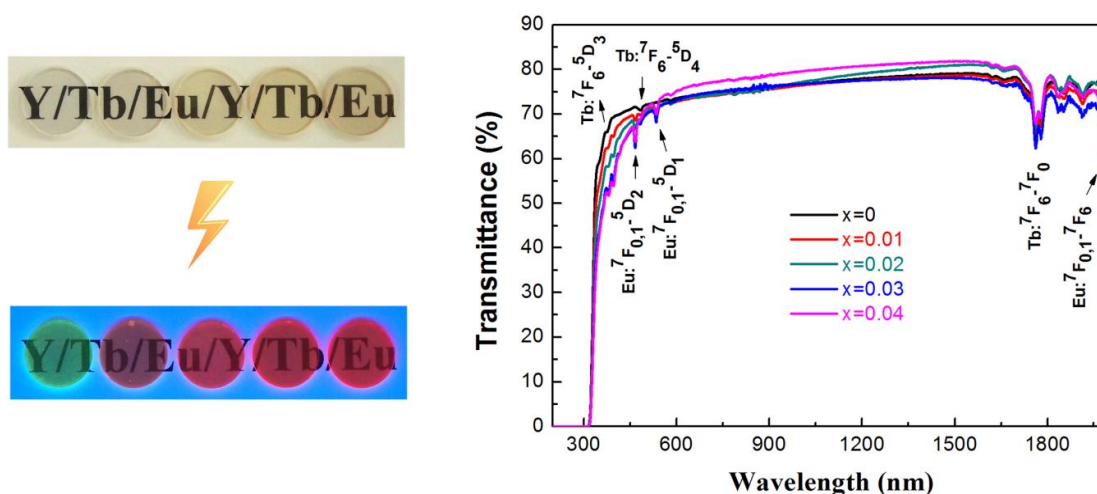 Y/Tb/Eu/Y/Tb/Eu
Y/Tb/Eu/Y/Tb/Eu
Transmittance (%)
90
80
70
60
50
40
30
20
10
0
300
600
900
1200
1500
1800
Wavelength (nm)
Tb:⁷F₆-⁵D₃
Tb:⁷F₆-⁵D₄
Eu:⁷F₀,₁-⁵D₂
Eu:⁷F₀,₁-⁵D₁
Tb:⁷F₆-⁷F₀
Eu:⁷F₀,₁-⁷F₆
x=0
x=0.01
x=0.02
x=0.03
x=0.04